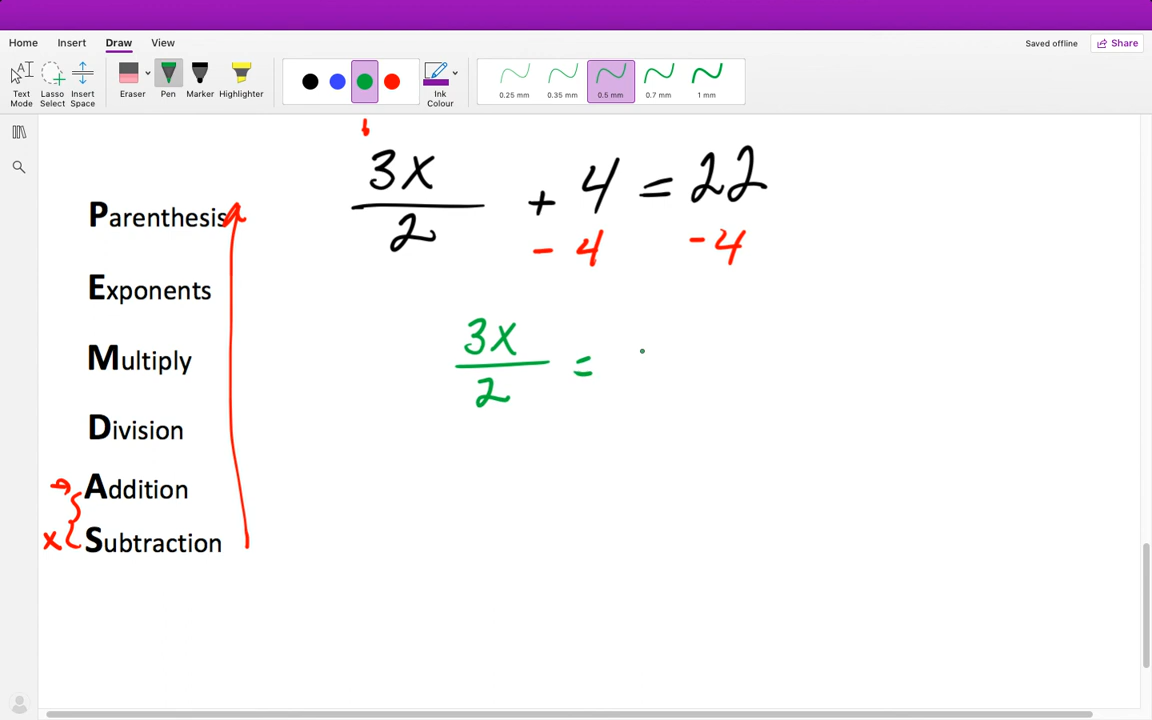 Home Insert Draw View Saved offline Share
Text Mode Lasso Select Insert Space Eraser Pen Marker Highlighter Ink Colour 0.25 mm 0.35 mm 0.5 mm 0.7 mm 1 mm
3x/2 + 4 = 22
- 4 -4
Parenthesis
Exponents
3x/2 =
Multiply
Division
Addition
x Subtraction